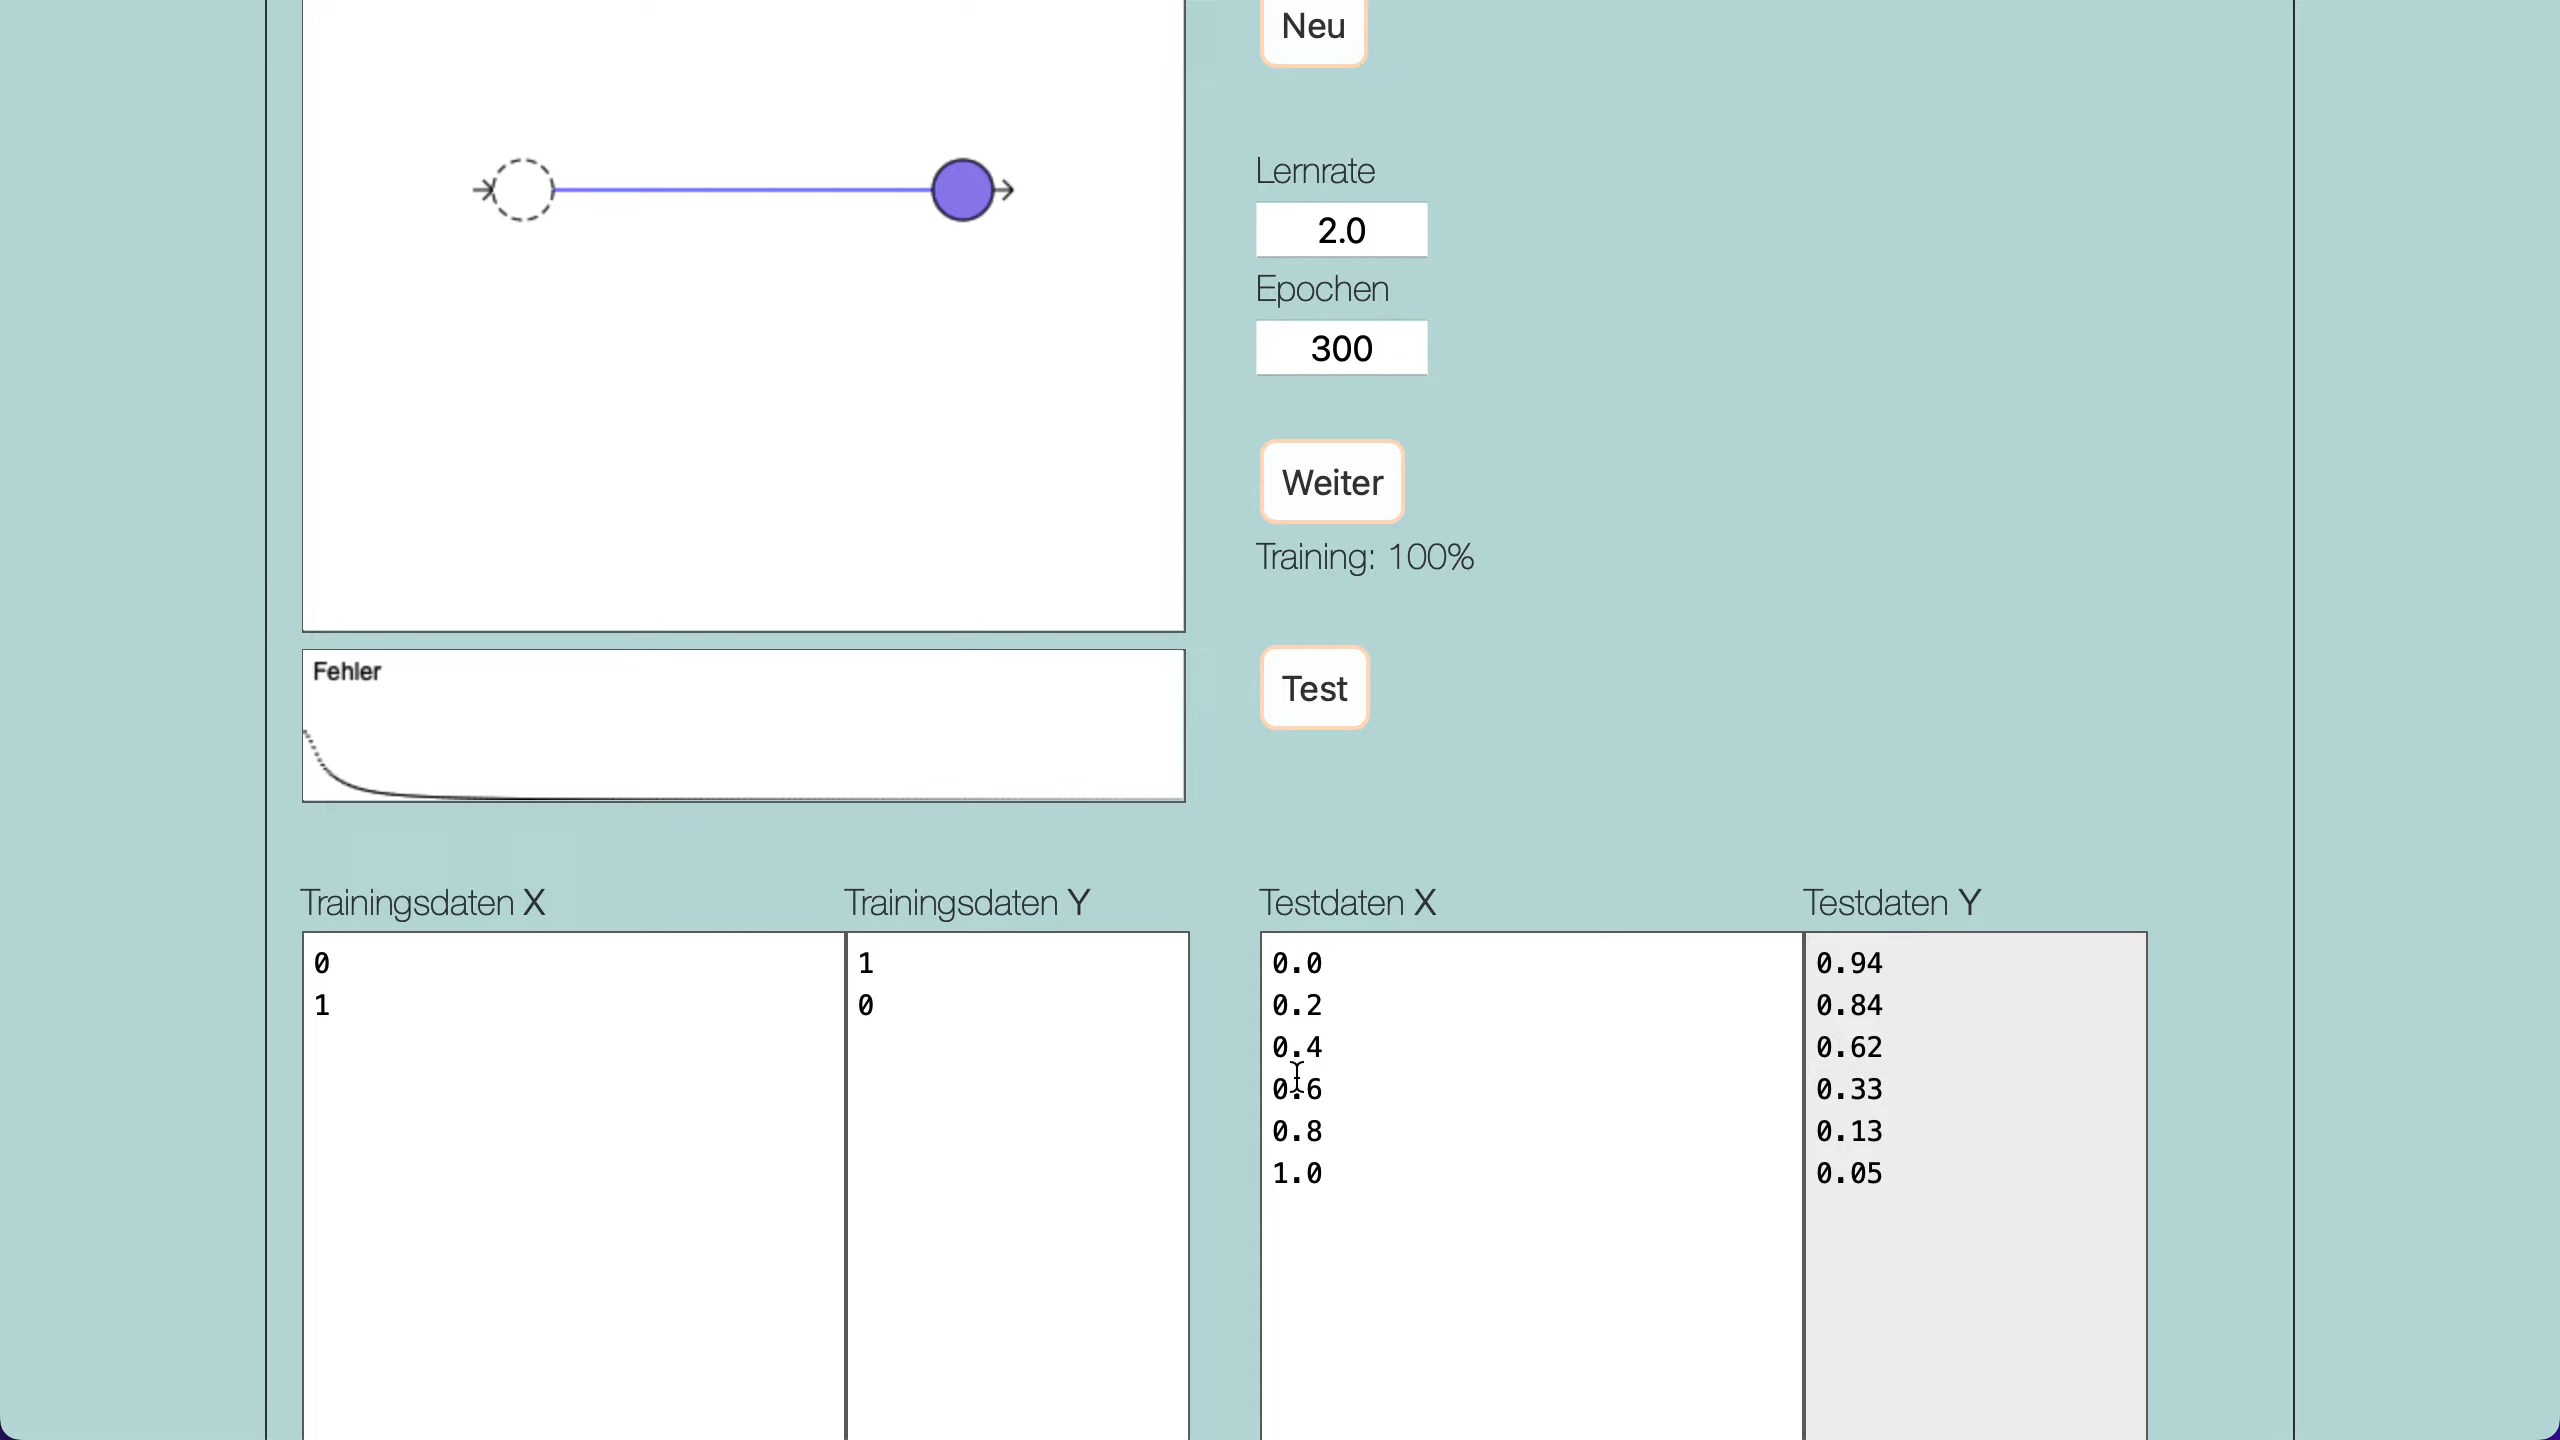 Neu
Lernrate
2.0
Epochen
300
Weiter
Training: 100%
Fehler
Test
Trainingsdaten X
0
1
Trainingsdaten Y
1
0
Testdaten X
0.0
0.2
0.4
0.6
0.8
1.0
Testdaten Y
0.94
0.84
0.62
0.33
0.13
0.05